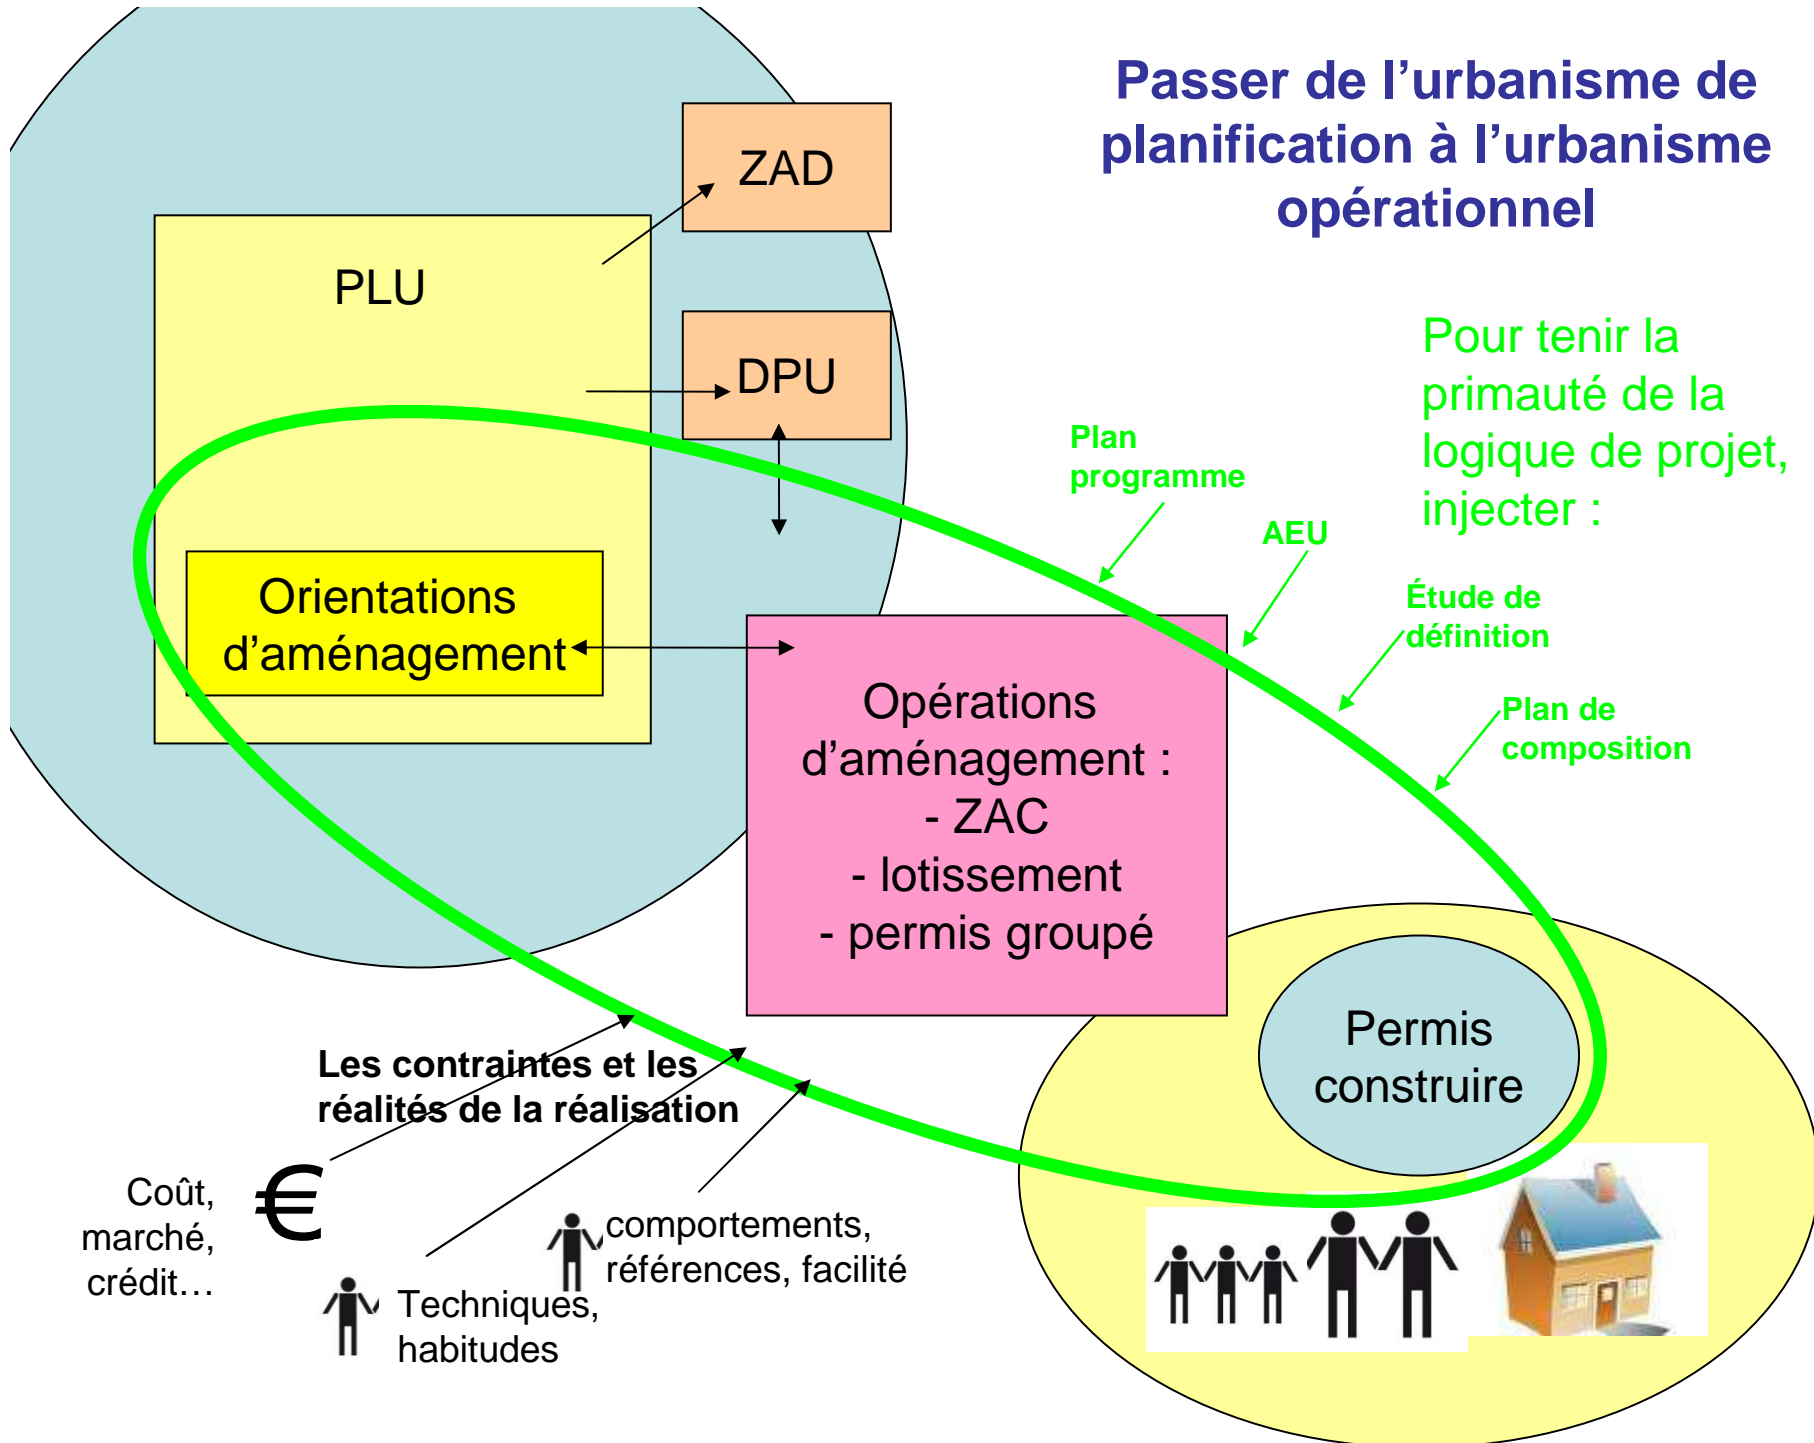 Passer de l’urbanisme de
planification à l’urbanisme
opérationnel
ZAD
PLU
DPU
Pour tenir la
primauté de la
logique de projet,
injecter :
Plan
programme
AEU
Étude de
définition
Plan de
composition
Orientations
d’aménagement
Opérations
d’aménagement :
- ZAC
- lotissement
- permis groupé
Permis
construire
Les contraintes et les
réalités de la réalisation
Coût,
marché,
crédit…
€
Techniques,
habitudes
comportements,
références, facilité